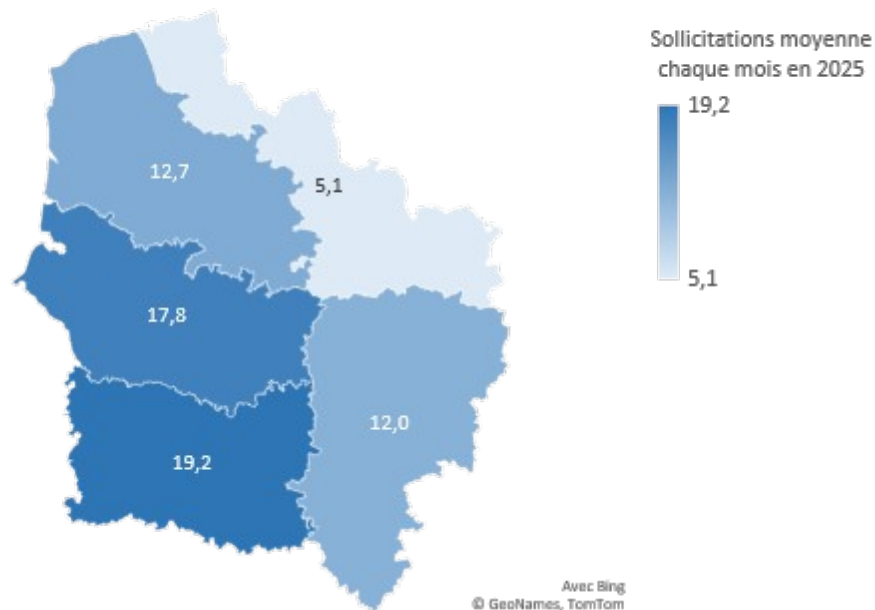 Sollicitations moyenne
chaque mois en 2025
19,2
5,1
12,7
5,1
17,8
12,0
19,2
Avec Bing
© GeoNames, TomTom